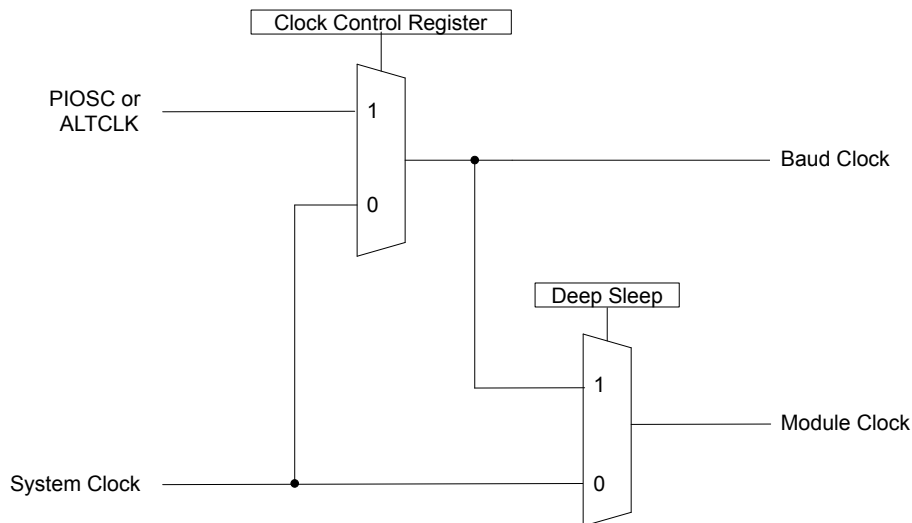 Clock Control Register
PIOSC or
ALTCLK
1
Baud Clock
0
Deep Sleep
1
Module Clock
System Clock
0